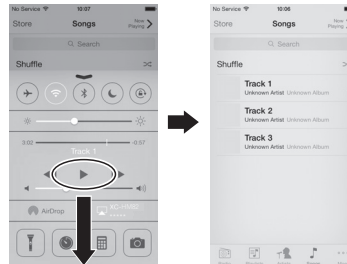 No Service 10:07
Store Songs Now Playing
Search
Shuffle
3:02 -0:57
Track 1
AirDrop XC-HM82
No Service 10:06
Store Songs Now Playing
Search
Shuffle
Track 1
Unknown Artist Unknown Album
Track 2
Unknown Artist Unknown Album
Track 3
Unknown Artist Unknown Album